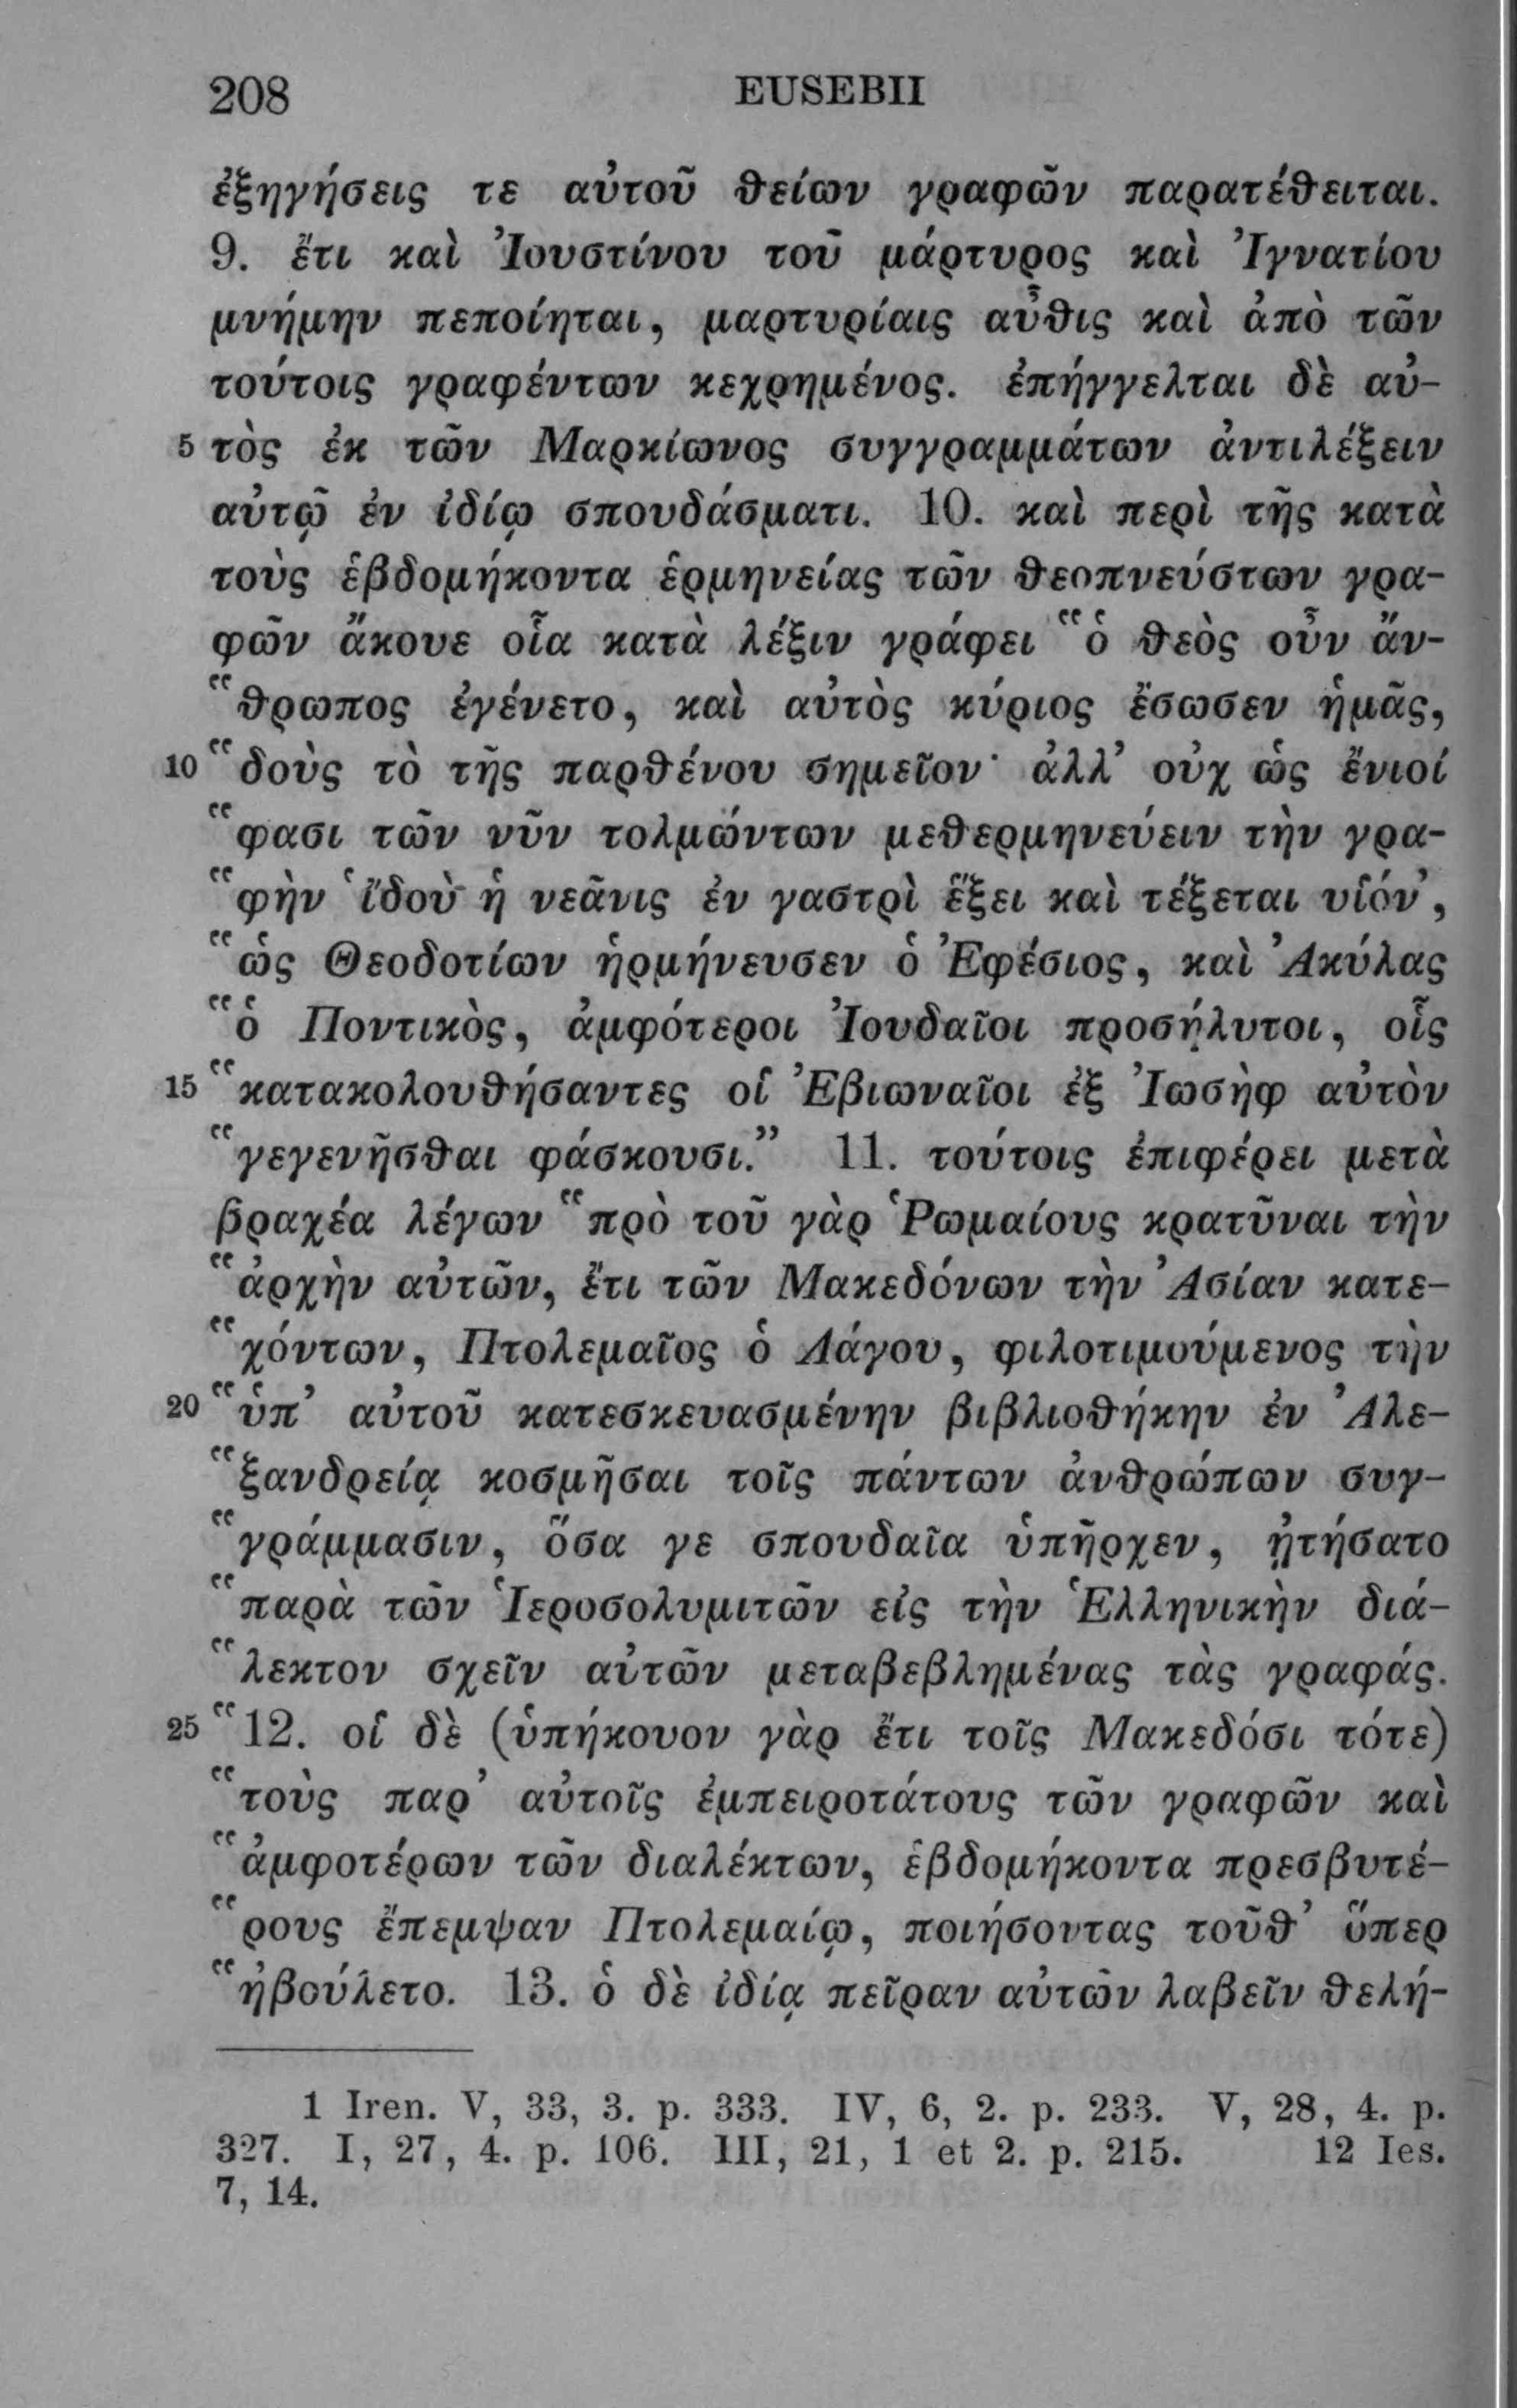 208 EUSEBII
ἐξηγήσεις τε αὐτοῦ θείων γραφῶν παρατέθειται.
9. ἔτι καὶ Ἰουστίνου τοῦ μάρτυρος καὶ Ἰγνατίου
μνήμην πεποίηται, μαρτυρίαις αὖθις καὶ ἀπὸ τῶν
τούτοις γραφέντων κεχρημένος. ἐπήγγελται δὲ αὐ-
5 τὸς ἐκ τῶν Μαρκίωνος συγγραμμάτων ἀντιλέξειν
αὐτῷ ἐν ἰδίῳ σπουδάσματι. 10. καὶ περὶ τῆς κατὰ
τοὺς ἑβδομήκοντα ἑρμηνείας τῶν θεοπνεύστων γρα-
φῶν ἄκουε οἷα κατὰ λέξιν γράφει “ὁ θεὸς οὖν ἄν-
“θρωπος ἐγένετο, καὶ αὐτὸς κύριος ἔσωσεν ἡμᾶς,
10 “δοὺς τὸ τῆς παρθένου σημεῖον· ἀλλ’ οὐχ ὡς ἔνιοί
“φασι τῶν νῦν τολμώντων μεθερμηνεύειν τὴν γρα-
“φὴν ‘ἴδοὺ ἡ νεᾶνις ἐν γαστρὶ ἕξει καὶ τέξεται υἱόν’,
“ὡς Θεοδοτίων ἡρμήνευσεν ὁ Ἐφέσιος, καὶ Ἀκύλας
“ὁ Ποντικὸς, ἀμφότεροι Ἰουδαῖοι προσήλυτοι, οἷς
15 “κατακολουθήσαντες οἱ Ἐβιωναῖοι ἐξ Ἰωσὴφ αὐτὸν
“γεγενῆσθαι φάσκουσι.” 11. τούτοις ἐπιφέρει μετὰ
βραχέα λέγων “πρὸ τοῦ γὰρ Ῥωμαίους κρατῦναι τὴν
“ἀρχὴν αὐτῶν, ἔτι τῶν Μακεδόνων τὴν Ἀσίαν κατε-
“χόντων, Πτολεμαῖος ὁ Λάγου, φιλοτιμούμενος τὴν
20 “ὑπ’ αὐτοῦ κατεσκευασμένην βιβλιοθήκην ἐν Ἀλε-
“ξανδρείᾳ κοσμῆσαι τοῖς πάντων ἀνθρώπων συγ-
“γράμμασιν, ὅσα γε σπουδαῖα ὑπῆρχεν, ᾐτήσατο
“παρὰ τῶν Ἱεροσολυμιτῶν εἰς τὴν Ἑλληνικὴν διά-
“λεκτον σχεῖν αὐτῶν μεταβεβλημένας τὰς γραφάς.
25 “12. οἱ δὲ (ὑπήκουον γὰρ ἔτι τοῖς Μακεδόσι τότε)
“τοὺς παρ’ αὐτοῖς ἐμπειροτάτους τῶν γραφῶν καὶ
“ἀμφοτέρων τῶν διαλέκτων, ἑβδομήκοντα πρεσβυτέ-
“ρους ἔπεμψαν Πτολεμαίῳ, ποιήσοντας τοῦθ’ ὅπερ
“ἠβούλετο. 13. ὁ δὲ ἰδίᾳ πεῖραν αὐτῶν λαβεῖν θελή-
1 Iren. V, 33, 3. p. 333. IV, 6, 2. p. 233. V, 28, 4. p.
327. I, 27, 4. p. 106. III, 21, 1 et 2. p. 215. 12 Ies.
7, 14.